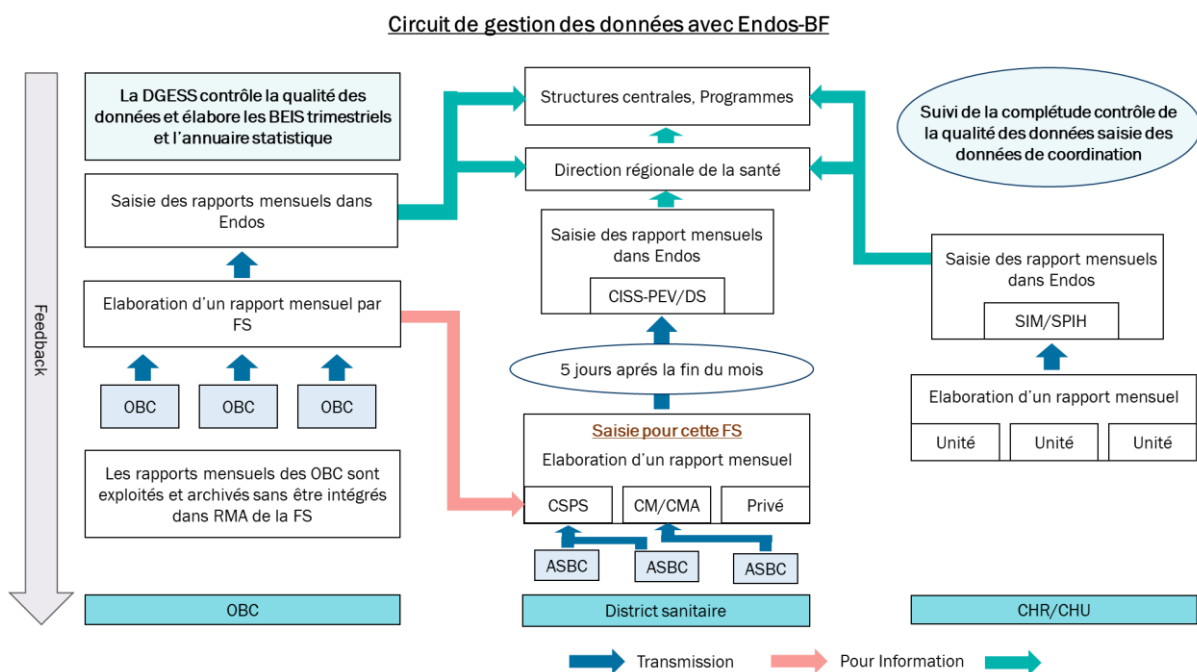 Circuit de gestion des données avec Endos-BF
Feedback
La DGESS contrôle la qualité des
données et élabore les BEIS trimestriels
et l'annuaire statistique
Saisie des rapports mensuels dans
Endos
Elaboration d'un rapport mensuel par
FS
OBC
OBC
OBC
Les rapports mensuels des OBC sont
exploités et archivés sans être intégrés
dans RMA de la FS
OBC
Structures centrales, Programmes
Direction régionale de la santé
Saisie des rapport mensuels
dans Endos
CISS-PEV/DS
5 jours aprés la fin du mois
Saisie pour cette FS
Elaboration d'un rapport mensuel
CSPS
CM/CMA
Privé
ASBC
ASBC
ASBC
District sanitaire
Suivi de la complétude contrôle de
la qualité des données saisie des
données de coordination
Saisie des rapport mensuels
dans Endos
SIM/SPIH
Elaboration d'un rapport mensuel
Unité
Unité
Unité
CHR/CHU
Transmission
Pour Information